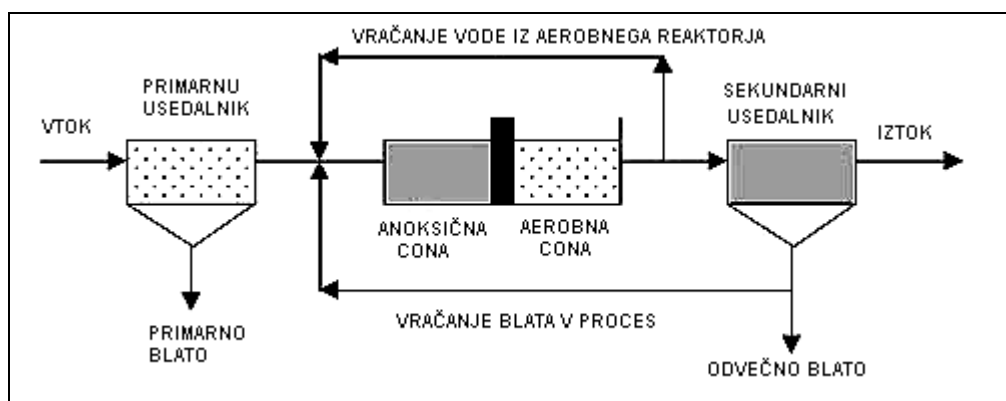 VRAČANJE VODE IZ AEROBNEGA REAKTORJA
PRIMARNU
USEDALNIK
SEKUNDARNI
USEDALNIK
VTOK
IZTOK
ANOKSIČNA
CONA
AEROBNA
CONA
VRAČANJE BLATA V PROCES
PRIMARNO
BLATO
ODVEČNO BLATO